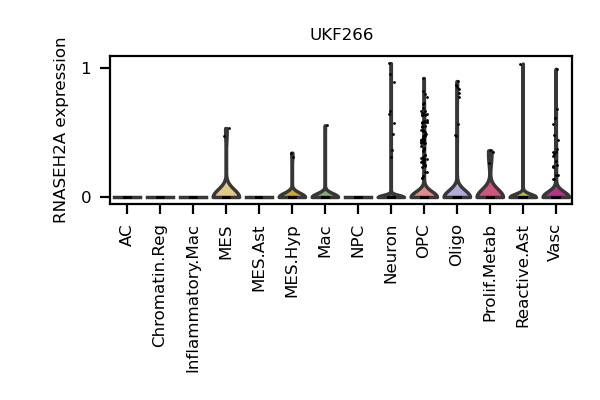 UKF266
RNASEH2A expression
1
0
AC
Chromatin.Reg
Inflammatory.Mac
MES
MES.Ast
MES.Hyp
Mac
NPC
Neuron
OPC
Oligo
Prolif.Metab
Reactive.Ast
Vasc